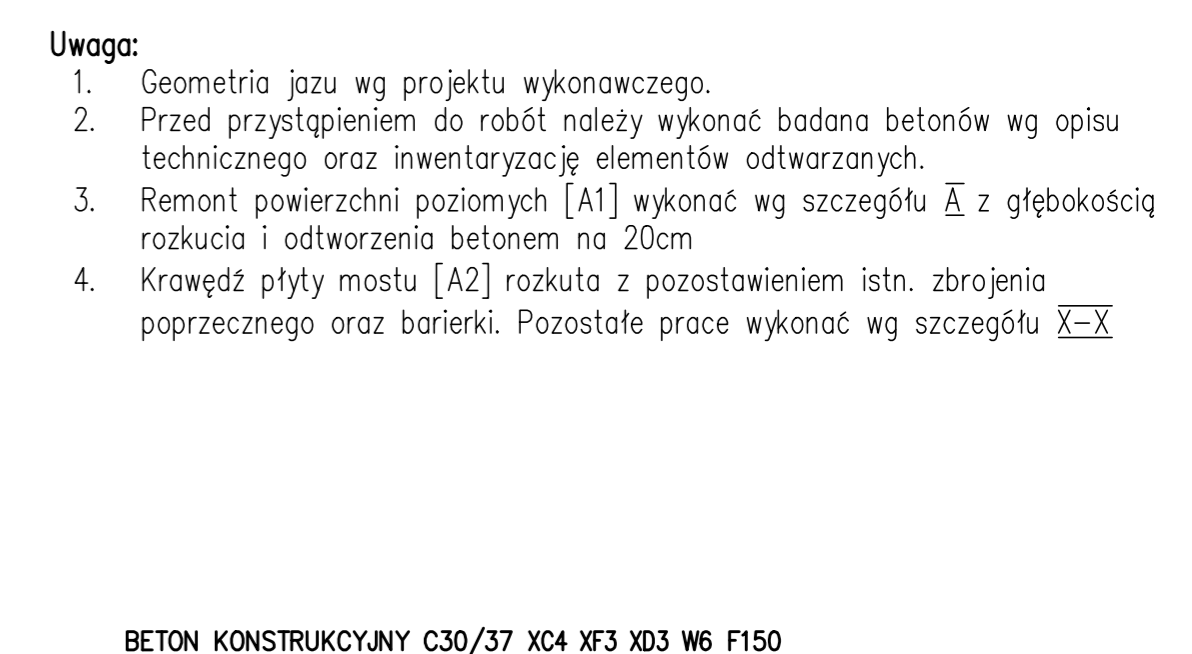 Uwaga:
1. Geometria jazu wg projektu wykonawczego.
2. Przed przystąpieniem do robót należy wykonać badana betonów wg opisu
technicznego oraz inwentaryzację elementów odtwarzanych.
3. Remont powierzchni poziomych [A1] wykonać wg szczegółu A z głębokością
rozkucia i odtworzenia betonem na 20cm
4. Krawędź płyty mostu [A2] rozkuta z pozostawieniem istn. zbrojenia
poprzecznego oraz barierki. Pozostałe prace wykonać wg szczegółu X-X
BETON KONSTRUKCYJNY C30/37 XC4 XF3 XD3 W6 F150